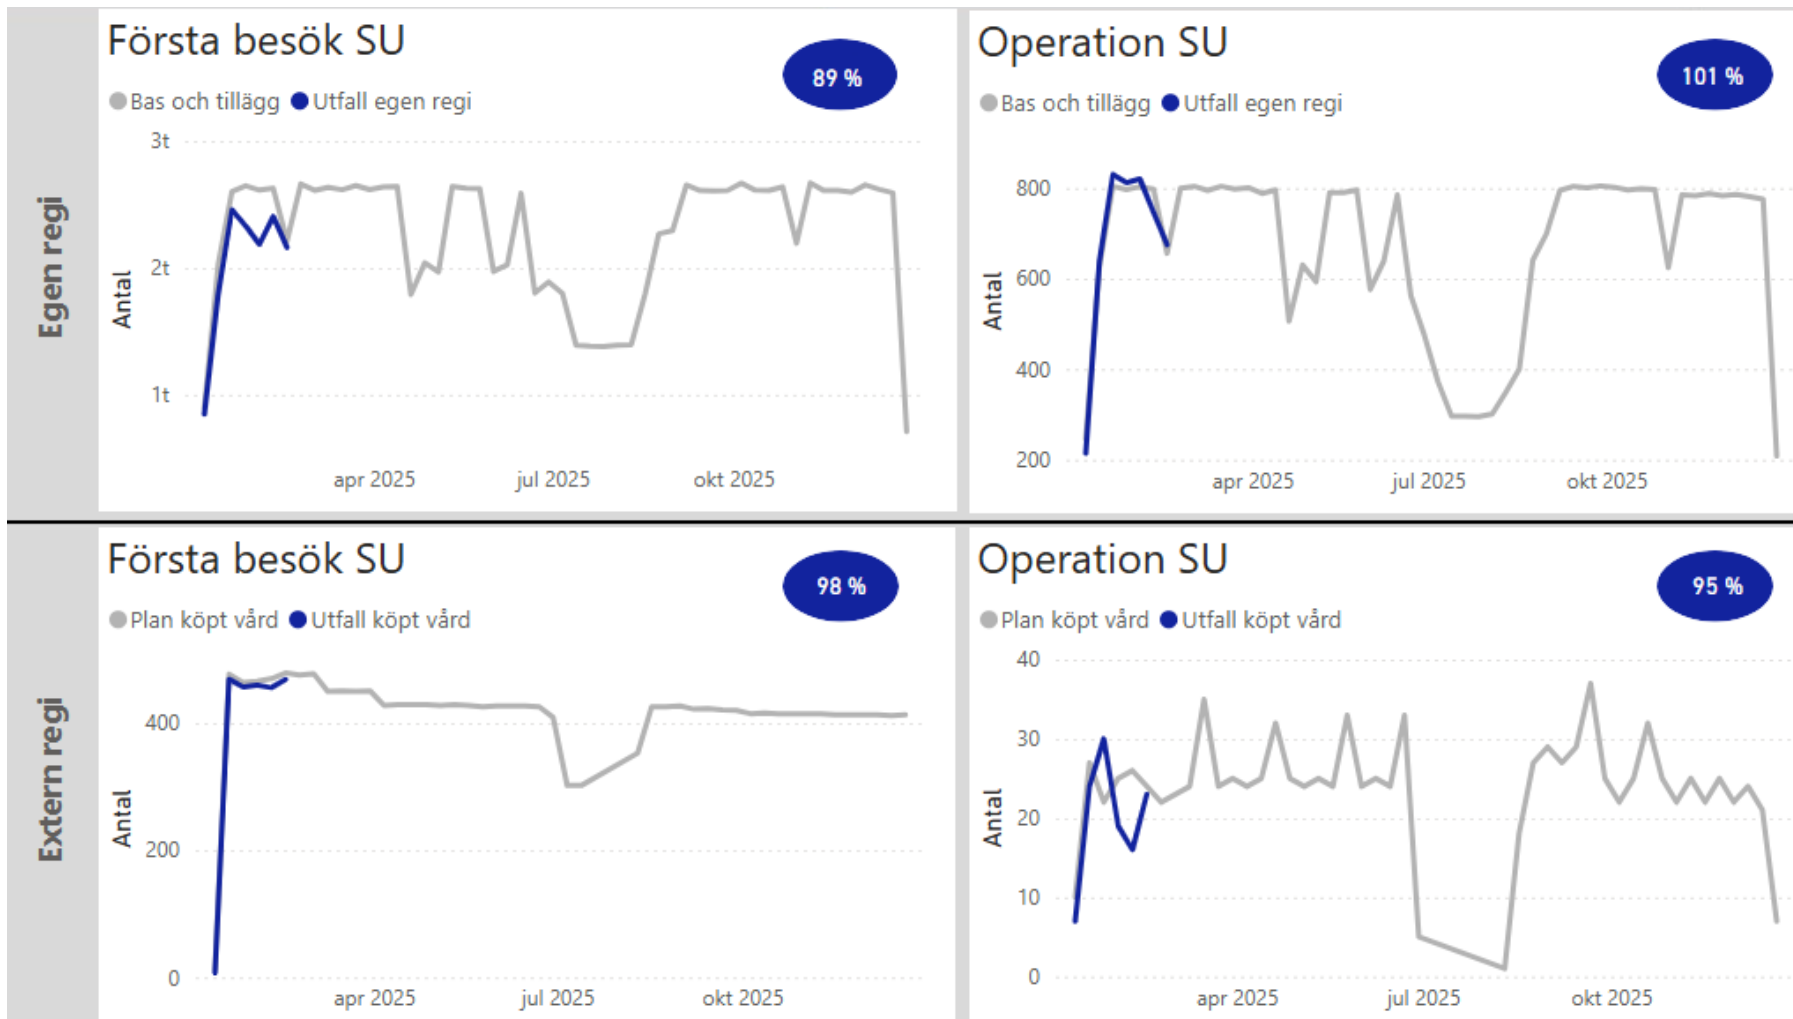 Egen regi
Första besök SU
89 %
Bas och tillägg Utfall egen regi
Antal
3t
2t
1t
apr 2025 jul 2025 okt 2025
Operation SU
101 %
Bas och tillägg Utfall egen regi
Antal
800
600
400
200
apr 2025 jul 2025 okt 2025
Extern regi
Första besök SU
98 %
Plan köpt vård Utfall köpt vård
Antal
400
200
0
apr 2025 jul 2025 okt 2025
Operation SU
95 %
Plan köpt vård Utfall köpt vård
Antal
40
30
20
10
0
apr 2025 jul 2025 okt 2025